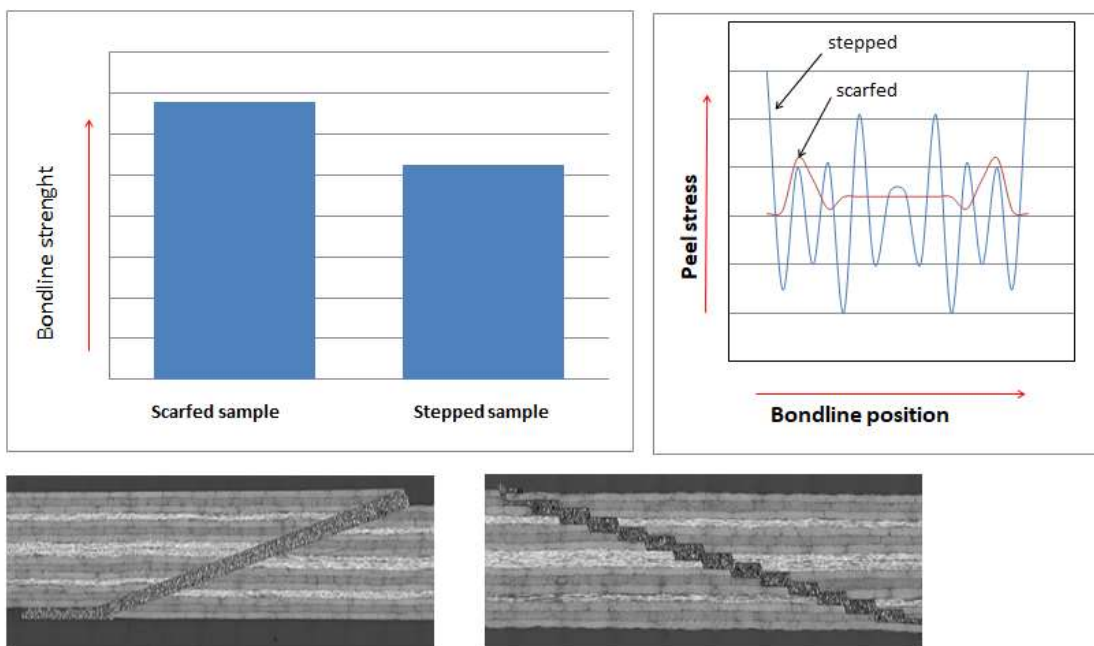 Bondline strenght
Scarfed sample
Stepped sample
stepped
scarfed
Peel stress
Bondline position